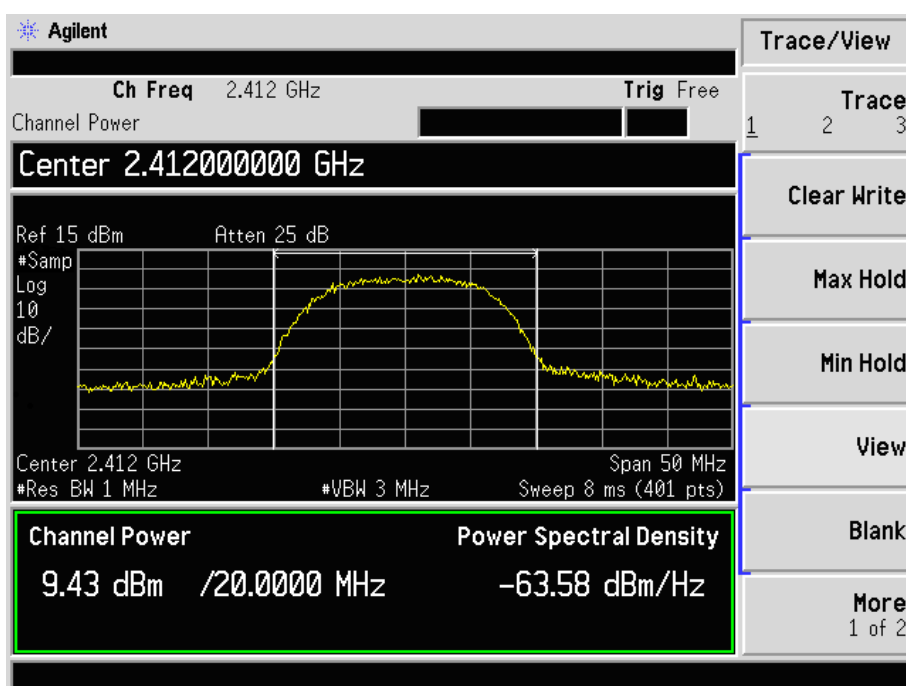 Agilent
Trace/View
Ch Freq 2.412 GHz Trig Free
Channel Power
Trace
1 2 3
Center 2.412000000 GHz
Clear Write
Ref 15 dBm Atten 25 dB
#Samp
Log
10
dB/
Max Hold
Min Hold
View
Center 2.412 GHz Span 50 MHz
#Res BW 1 MHz #VBW 3 MHz Sweep 8 ms (401 pts)
Channel Power Power Spectral Density
Blank
9.43 dBm /20.0000 MHz -63.58 dBm/Hz
More
1 of 2